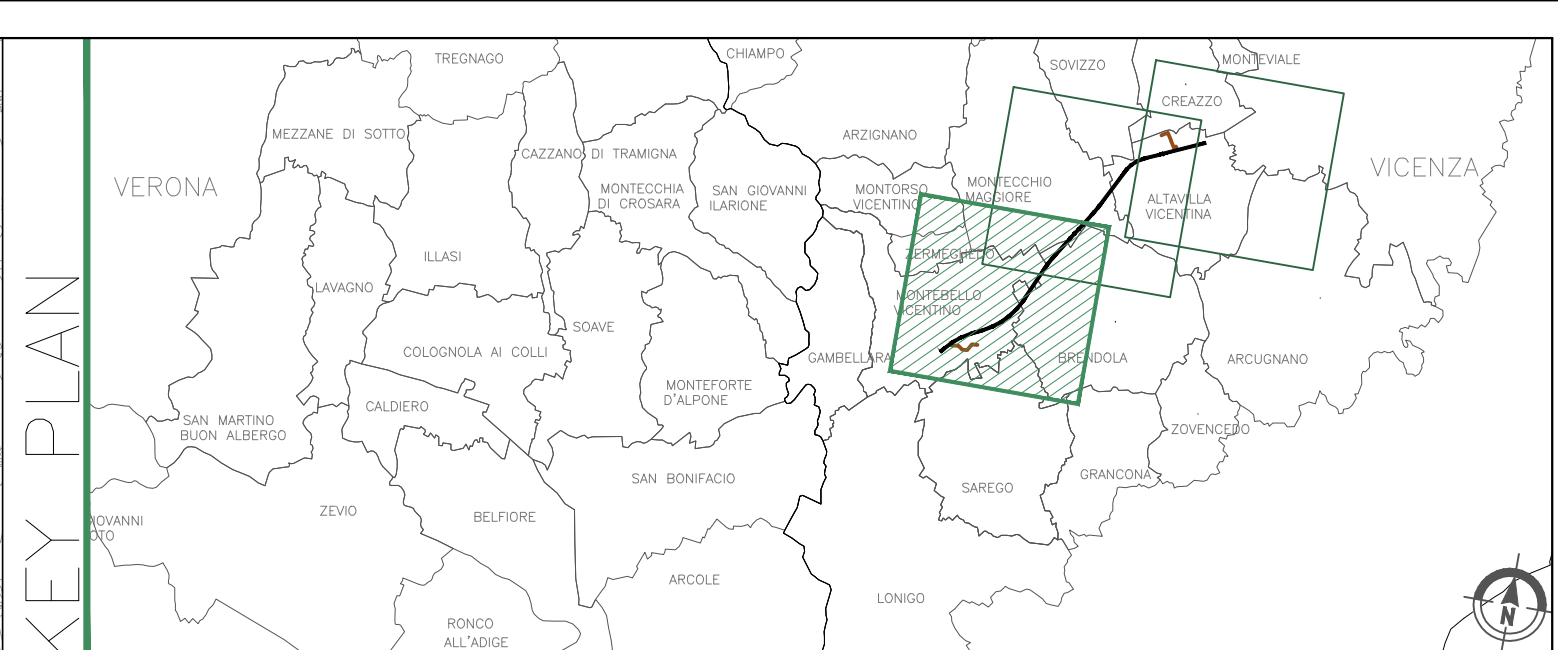 KEY PLAN
TREGNAGO
CHIAMPO
SOVIZZO
MONTEVIALE
CREAZZO
MEZZANE DI SOTTO
ARZIGNANO
CAZZANO DI TRAMIGNA
VICENZA
VERONA
MONTECCHIA
DI CROSARA
SAN GIOVANNI
ILARIONE
MONTORSO
VICENTINO
MONTECCHIO
MAGGIORE
ALTAVILLA
VICENTINA
ILLASI
ZERMEGHEDO
LAVAGNO
MONTEBELLO
VICENTINO
SOAVE
COLOGNOLA AI COLLI
GAMBELLARA
BRENDOLA
ARCUGNANO
MONTEFORTE
D'ALPONE
CALDIERO
SAN MARTINO
BUON ALBERGO
ZOVENCEDO
SAN BONIFACIO
GRANCONA
SAREGO
ZEVIO
BELFIORE
IOVANNI
OTO
ARCOLE
LONIGO
RONCO
ALL'ADIGE
N